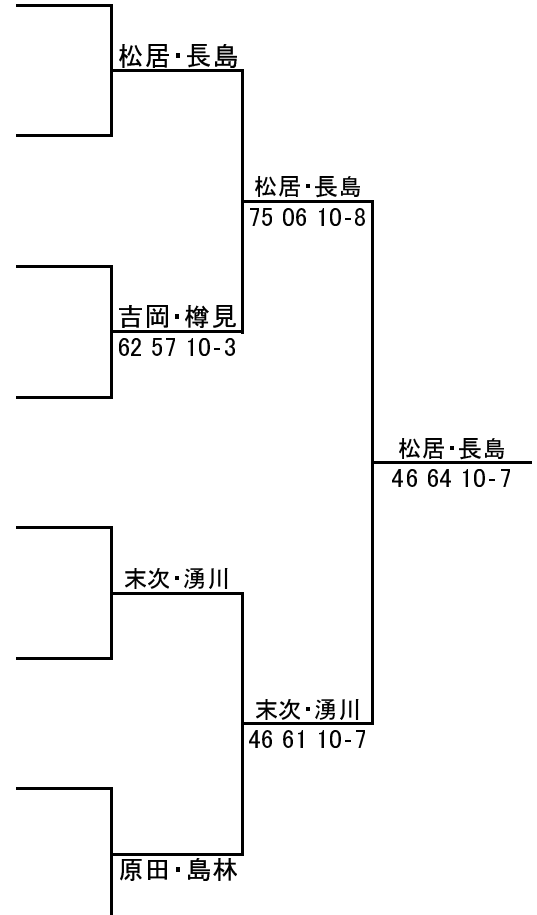 松居・長島
松居・長島
75 06 10-8
吉岡・樽見
62 57 10-3
松居・長島
46 64 10-7
末次・湧川
末次・湧川
46 61 10-7
原田・島林